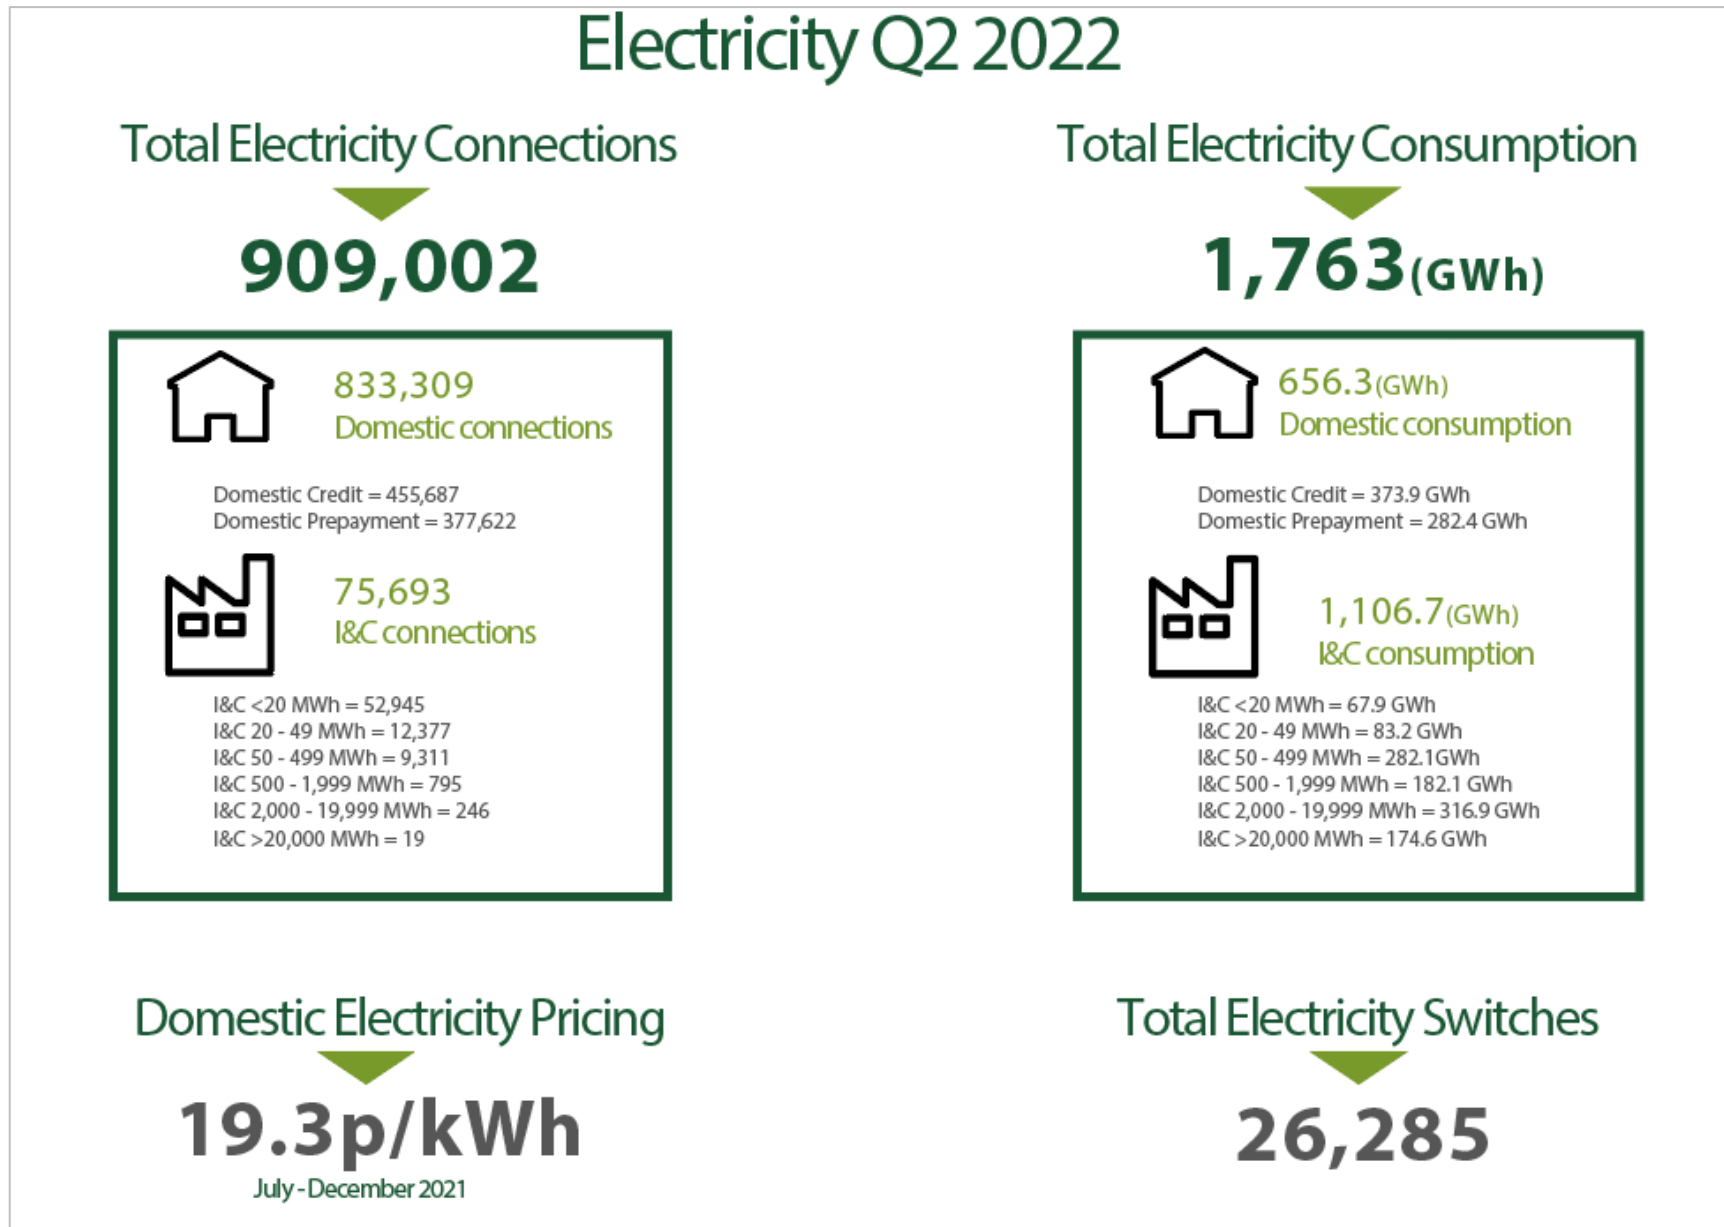 Electricity Q2 2022
Total Electricity Connections
909,002
833,309
Domestic connections
Domestic Credit = 455,687
Domestic Prepayment = 377,622
75,693
I&C connections
I&C <20 MWh = 52,945
I&C 20 - 49 MWh = 12,377
I&C 50 - 499 MWh = 9,311
I&C 500 - 1,999 MWh = 795
I&C 2,000 - 19,999 MWh = 246
I&C >20,000 MWh = 19
Total Electricity Consumption
1,763(GWh)
656.3(GWh)
Domestic consumption
Domestic Credit = 373.9 GWh
Domestic Prepayment = 282.4 GWh
1,106.7(GWh)
I&C consumption
I&C <20 MWh = 67.9 GWh
I&C 20 - 49 MWh = 83.2 GWh
I&C 50 - 499 MWh = 282.1GWh
I&C 500 - 1,999 MWh = 182.1 GWh
I&C 2,000 - 19,999 MWh = 316.9 GWh
I&C >20,000 MWh = 174.6 GWh
Domestic Electricity Pricing
19.3p/kWh
July - December 2021
Total Electricity Switches
26,285